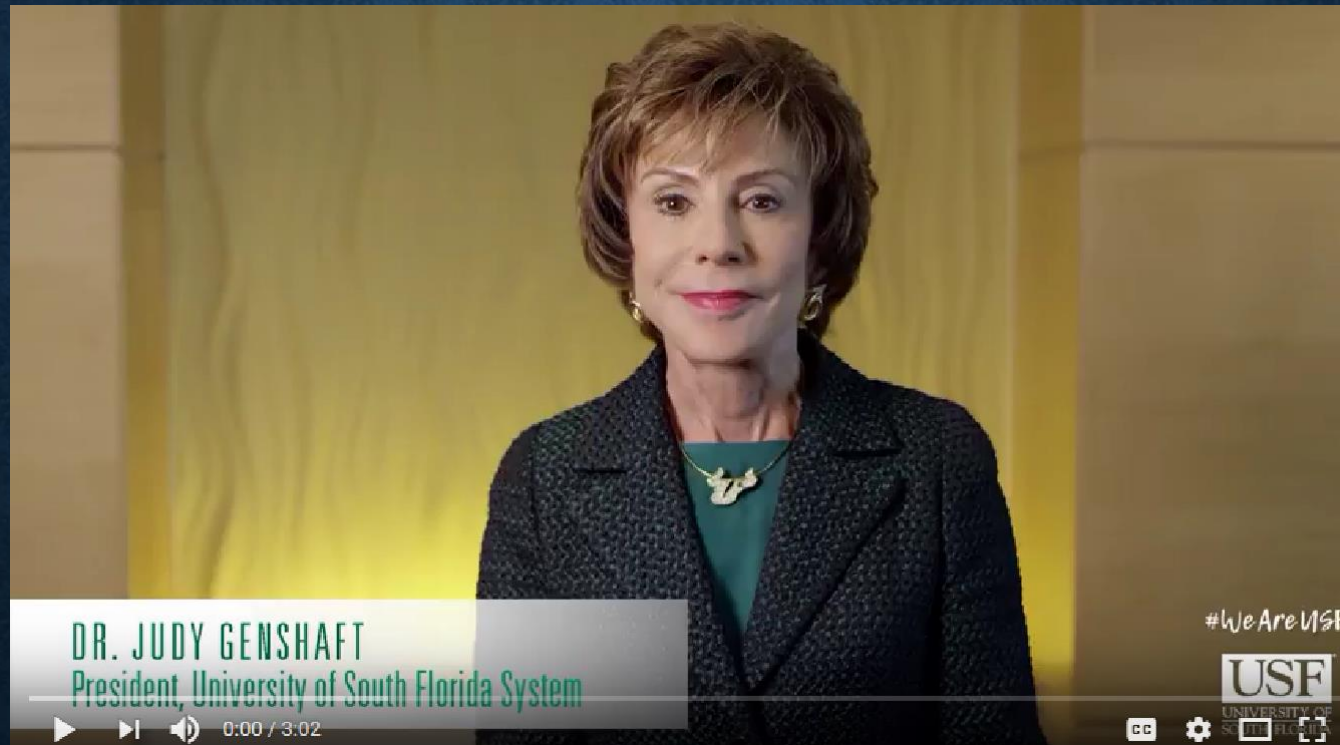 DR. JUDY GENSHAFT
President, University of South Florida System
#WeAreUSF
USF
UNIVERSITY OF
SOUTH FLORIDA
0:00 / 3:02
CC